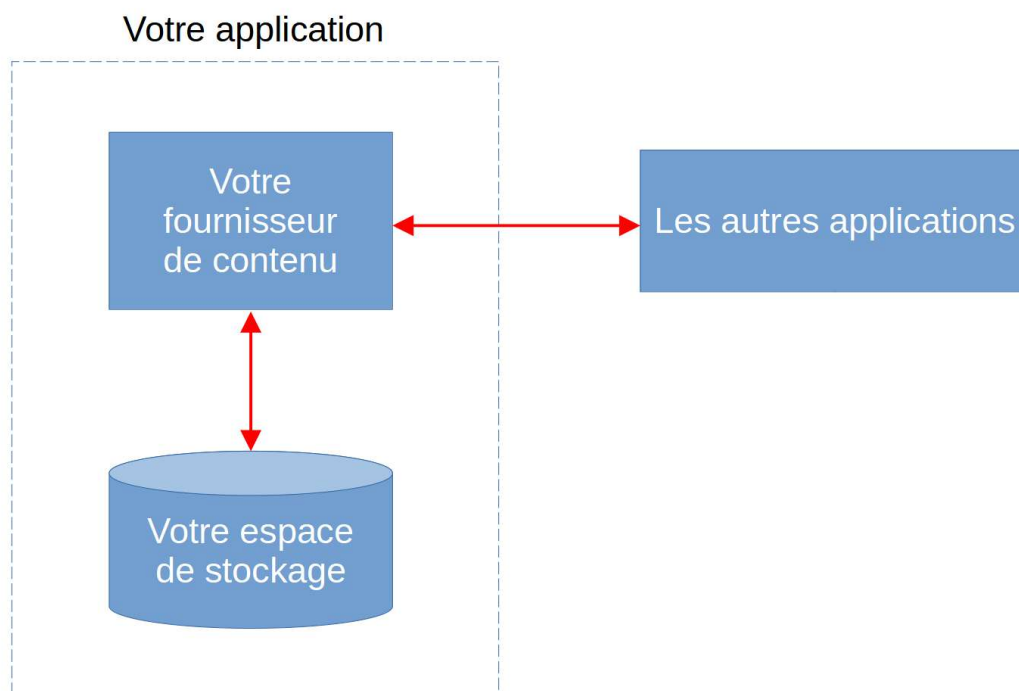 Votre application
Votre
fournisseur
de contenu
Les autres applications
Votre espace
de stockage